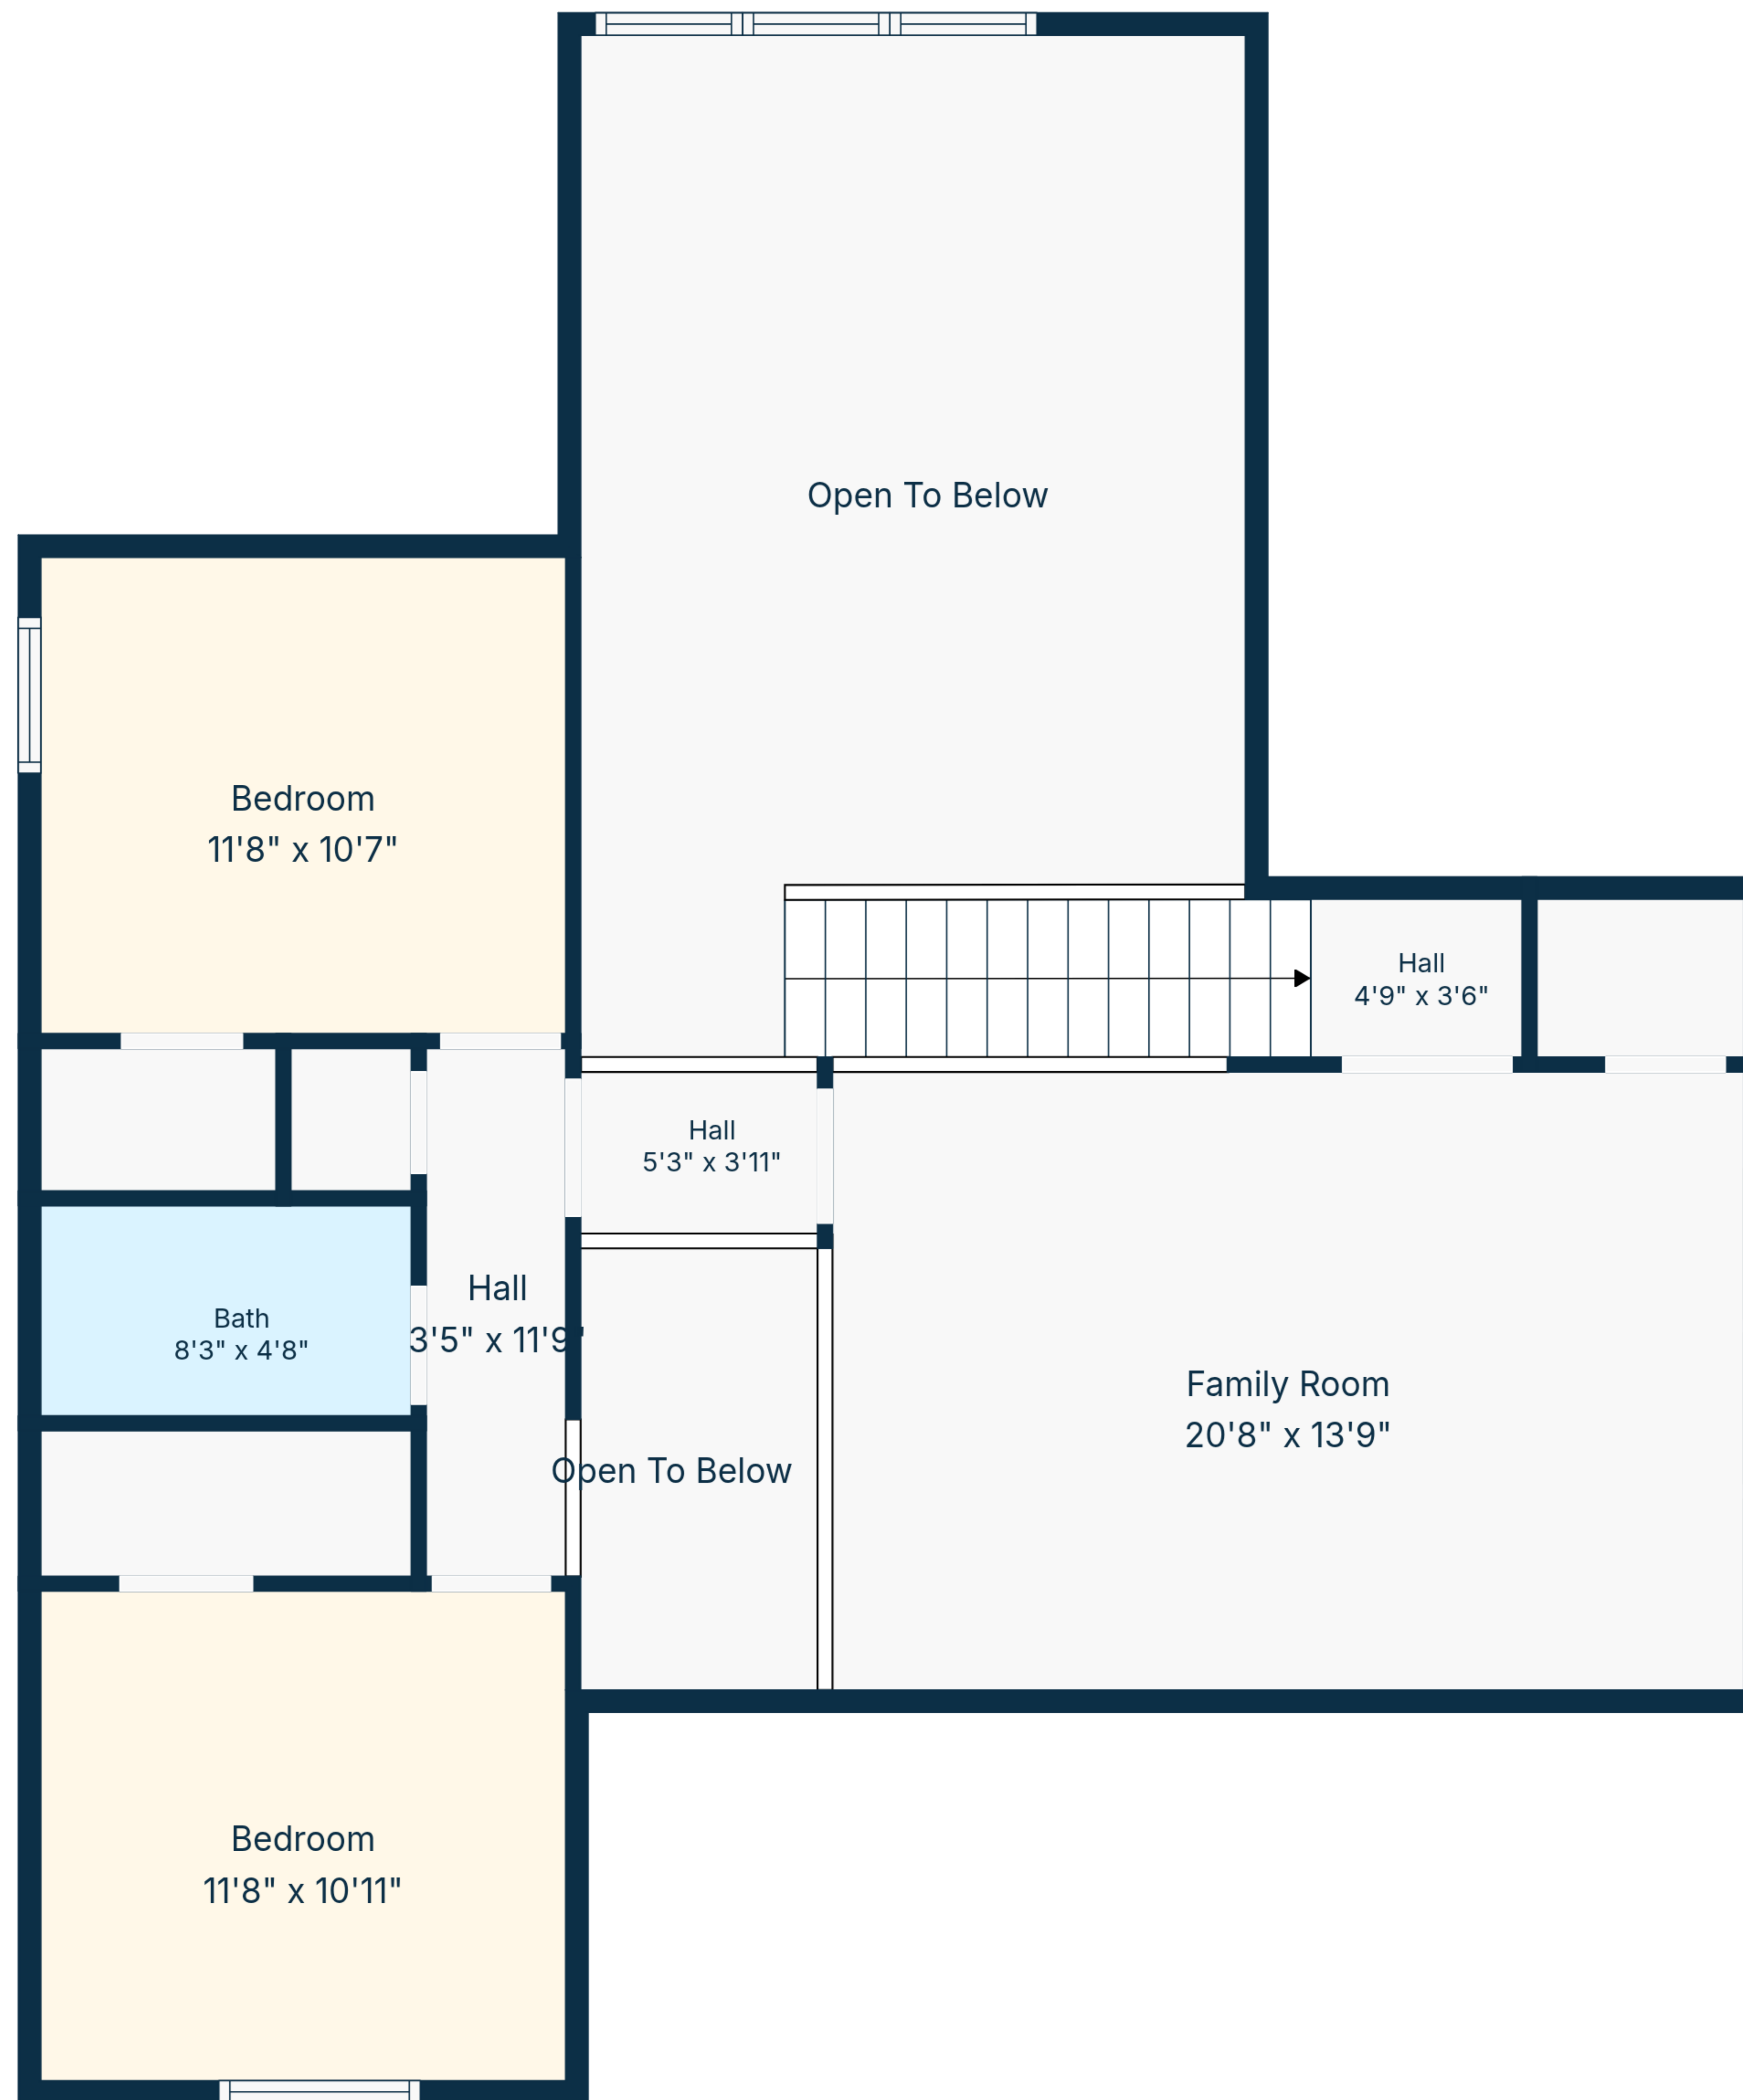 Open To Below
Bedroom
11'8" x 10'7"
Hall
4'9" x 3'6"
Hall
5'3" x 3'11"
Hall
3'5" x 11'9"
Bath
8'3" x 4'8"
Family Room
20'8" x 13'9"
Open To Below
Bedroom
11'8" x 10'11"